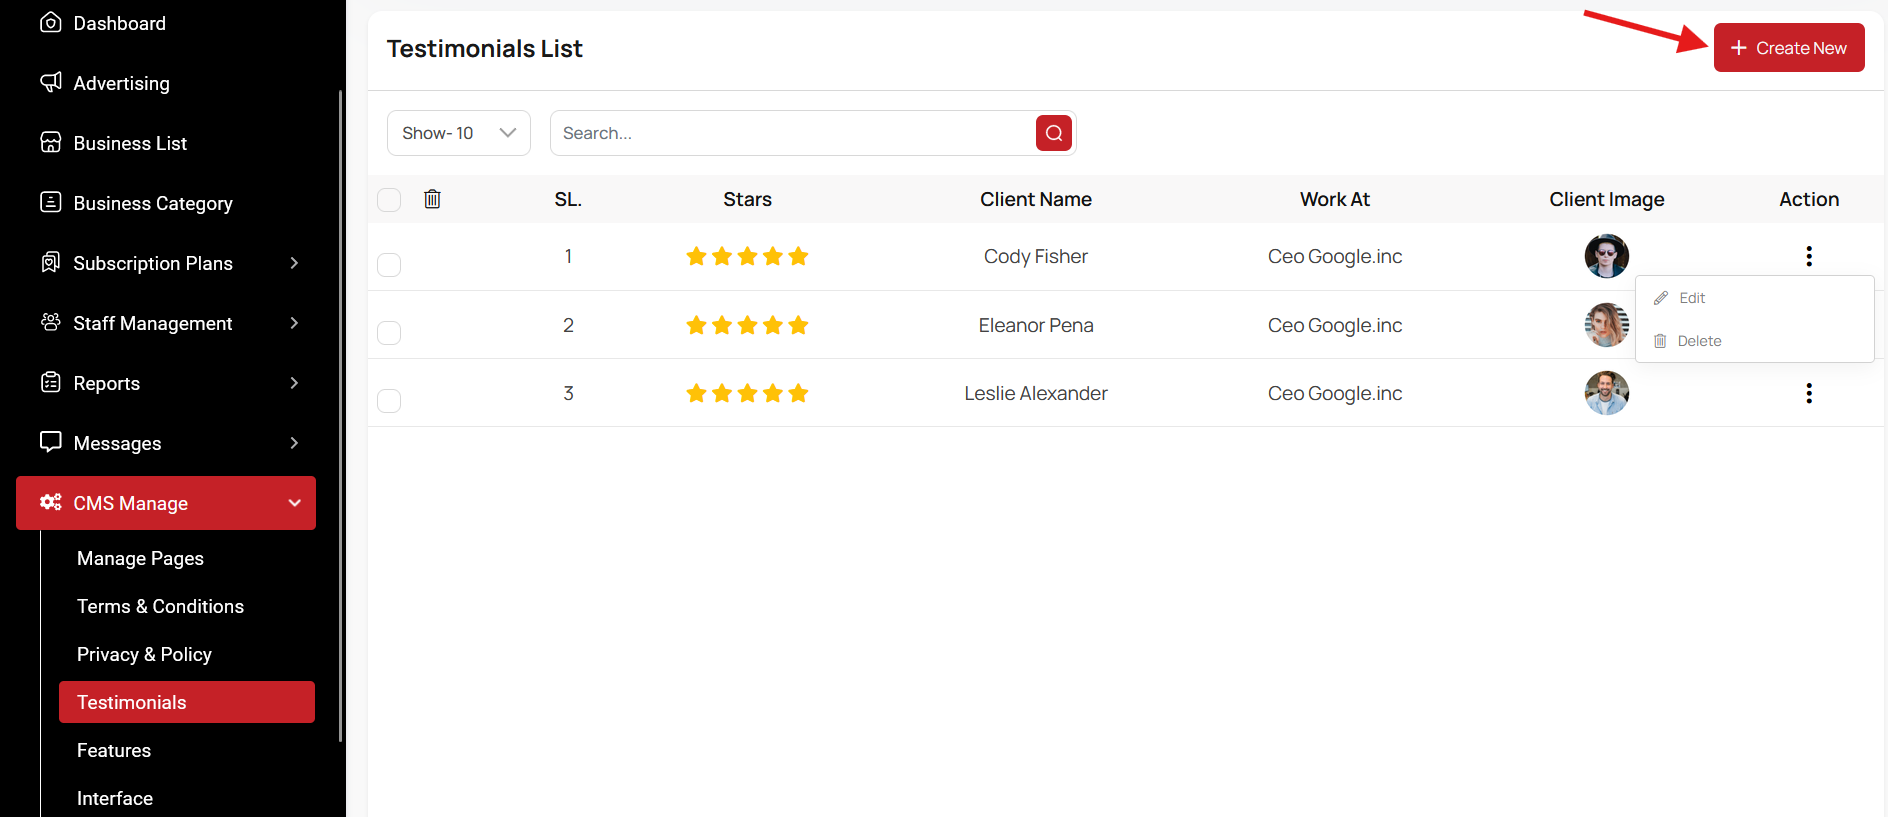 Dashboard
Advertising
Business List
Business Category
Subscription Plans
Staff Management
Reports
Messages
CMS Manage
Manage Pages
Terms & Conditions
Privacy & Policy
Testimonials
Features
Interface
Testimonials List
+ Create New
Show- 10
Search...
SL. Stars Client Name Work At Client Image Action
1 Cody Fisher Ceo Google.inc
Edit
2 Eleanor Pena Ceo Google.inc
Delete
3 Leslie Alexander Ceo Google.inc